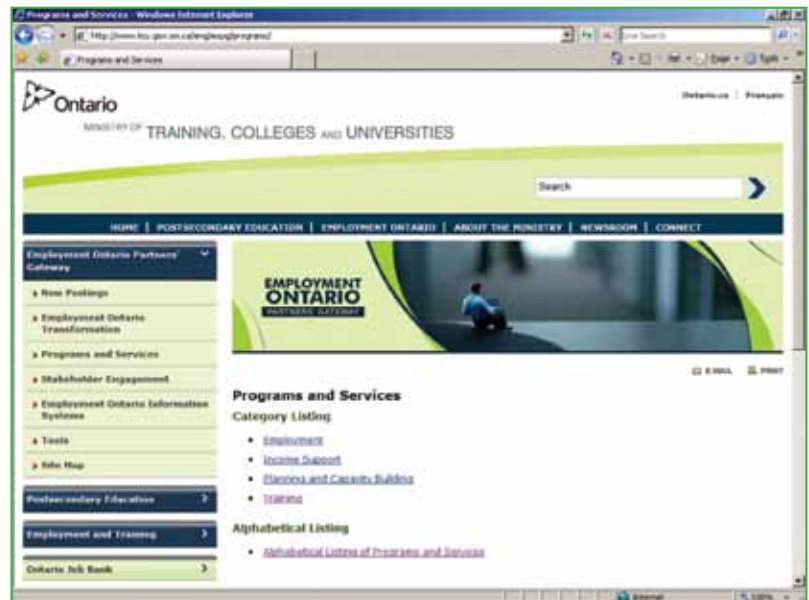 Programs and Services - Windows Internet Explorer
Programs and Services
Ontario
Ontario.ca | Français
MINISTRY OF TRAINING, COLLEGES AND UNIVERSITIES
Search
HOME | POSTSECONDARY EDUCATION | EMPLOYMENT ONTARIO | ABOUT THE MINISTRY | NEWSROOM | CONNECT
Employment Ontario Partners'
Gateway
New Postings
Employment Ontario
Transformation
Programs and Services
Stakeholder Engagement
Employment Ontario Information
Systems
Tools
Site Map
Postsecondary Education
Employment and Training
Ontario Job Bank
EMPLOYMENT
ONTARIO
PARTNERS GATEWAY
E-MAIL PRINT
Programs and Services
Category Listing
• Employment
• Income Support
• Planning and Capacity Building
• Training
Alphabetical Listing
• Alphabetical Listing of Programs and Services
Internet
100%